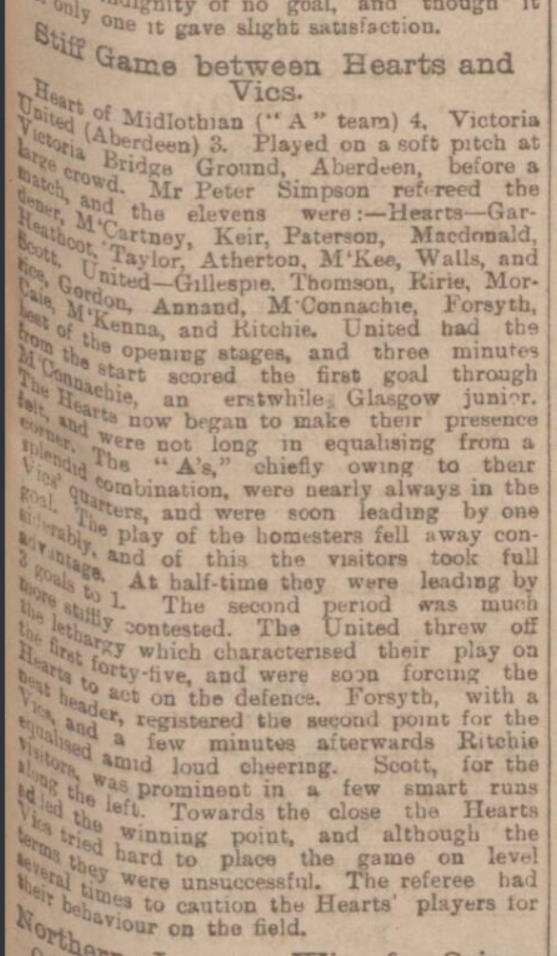 dignity of no goal, and though it
only one it gave slight satisfaction.
Stiff Game between Hearts and
Vics.
Heart of Midlothian ("A" team) 4, Victoria
United (Aberdeen) 3. Played on a soft pitch at
Victoria Bridge Ground, Aberdeen, before a
large crowd. Mr Peter Simpson refereed the
match, and the elevens were:—Hearts—Gar-
dener, M'Cartney, Keir, Paterson, Macdonald,
Heathcot, Taylor, Atherton, M'Kee, Walls, and
Scott. United—Gillespie, Thomson, Ririe, Mor-
rice, Gordon, Annand, M'Connachie, Forsyth,
Caie, M'Kenna, and Ritchie. United had the
best of the opening stages, and three minutes
from the start scored the first goal through
M'Connachie, an erstwhile Glasgow junior.
The Hearts now began to make their presence
felt, and were not long in equalising from a
corner. The "A's," chiefly owing to their
splendid combination, were nearly always in the
Vics' quarters, and were soon leading by one
goal. The play of the homesters fell away con-
siderably, and of this the visitors took full
advantage. At half-time they were leading by
3 goals to 1. The second period was much
more stiffly contested. The United threw off
the lethargy which characterised their play on
the first forty-five, and were soon forcing the
Hearts to act on the defence. Forsyth, with a
neat header, registered the second point for the
Vics, and a few minutes afterwards Ritchie
equalised amid loud cheering. Scott, for the
visitors, was prominent in a few smart runs
along the left. Towards the close the Hearts
added the winning point, and although the
Vics tried hard to place the game on level
terms they were unsuccessful. The referee had
several times to caution the Hearts' players for
their behaviour on the field.